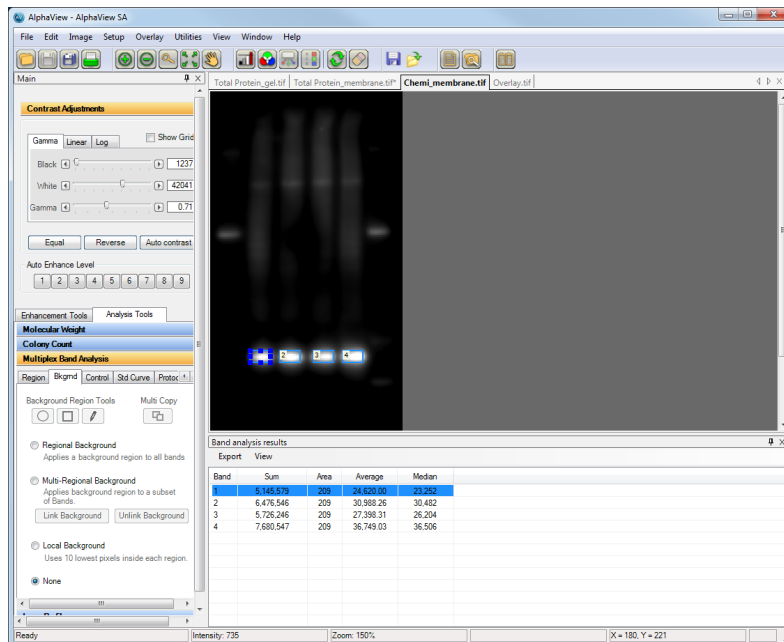 AlphaView - AlphaView SA
File Edit Image Setup Overlay Utilities View Window Help
Main
Total Protein_gel.tif Total Protein_membrane.tif* Chemi_membrane.tif Overlay.tif
Contrast Adjustments
Gamma Linear Log Show Grid
Black 1237
White 42041
Gamma 0.71
Equal Reverse Auto contrast
Auto Enhance Level
1 2 3 4 5 6 7 8 9
Enhancement Tools Analysis Tools
Molecular Weight
Colony Count
Multiplex Band Analysis
Region Bkgrnd Control Std Curve Protoc
Background Region Tools Multi Copy
Regional Background
Applies a background region to all bands
Multi-Regional Background
Applies background region to a subset
of Bands.
Link Background Unlink Background
Local Background
Uses 10 lowest pixels inside each region.
None
2 3 4
Band analysis results
Export View
Band Sum Area Average Median
1 5,145,579 209 24,620.00 23,252
2 6,476,546 209 30,988.26 30,482
3 5,726,246 209 27,398.31 26,204
4 7,680,547 209 36,749.03 36,506
Ready Intensity: 735 Zoom: 150% X = 180, Y = 221